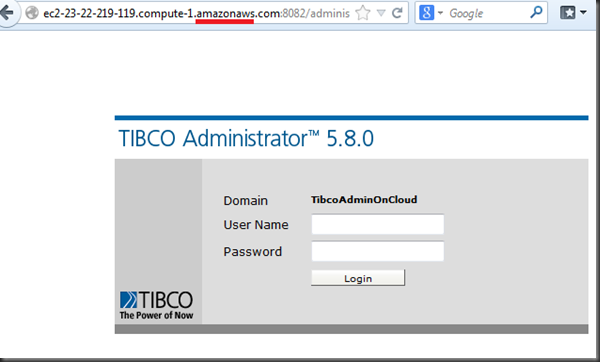 ec2-23-22-219-119.compute-1.amazonaws.com:8082/adminis
Google
TIBCO Administrator™ 5.8.0
Domain TibcoAdminOnCloud
User Name
Password
Login
TIBCO
The Power of Now